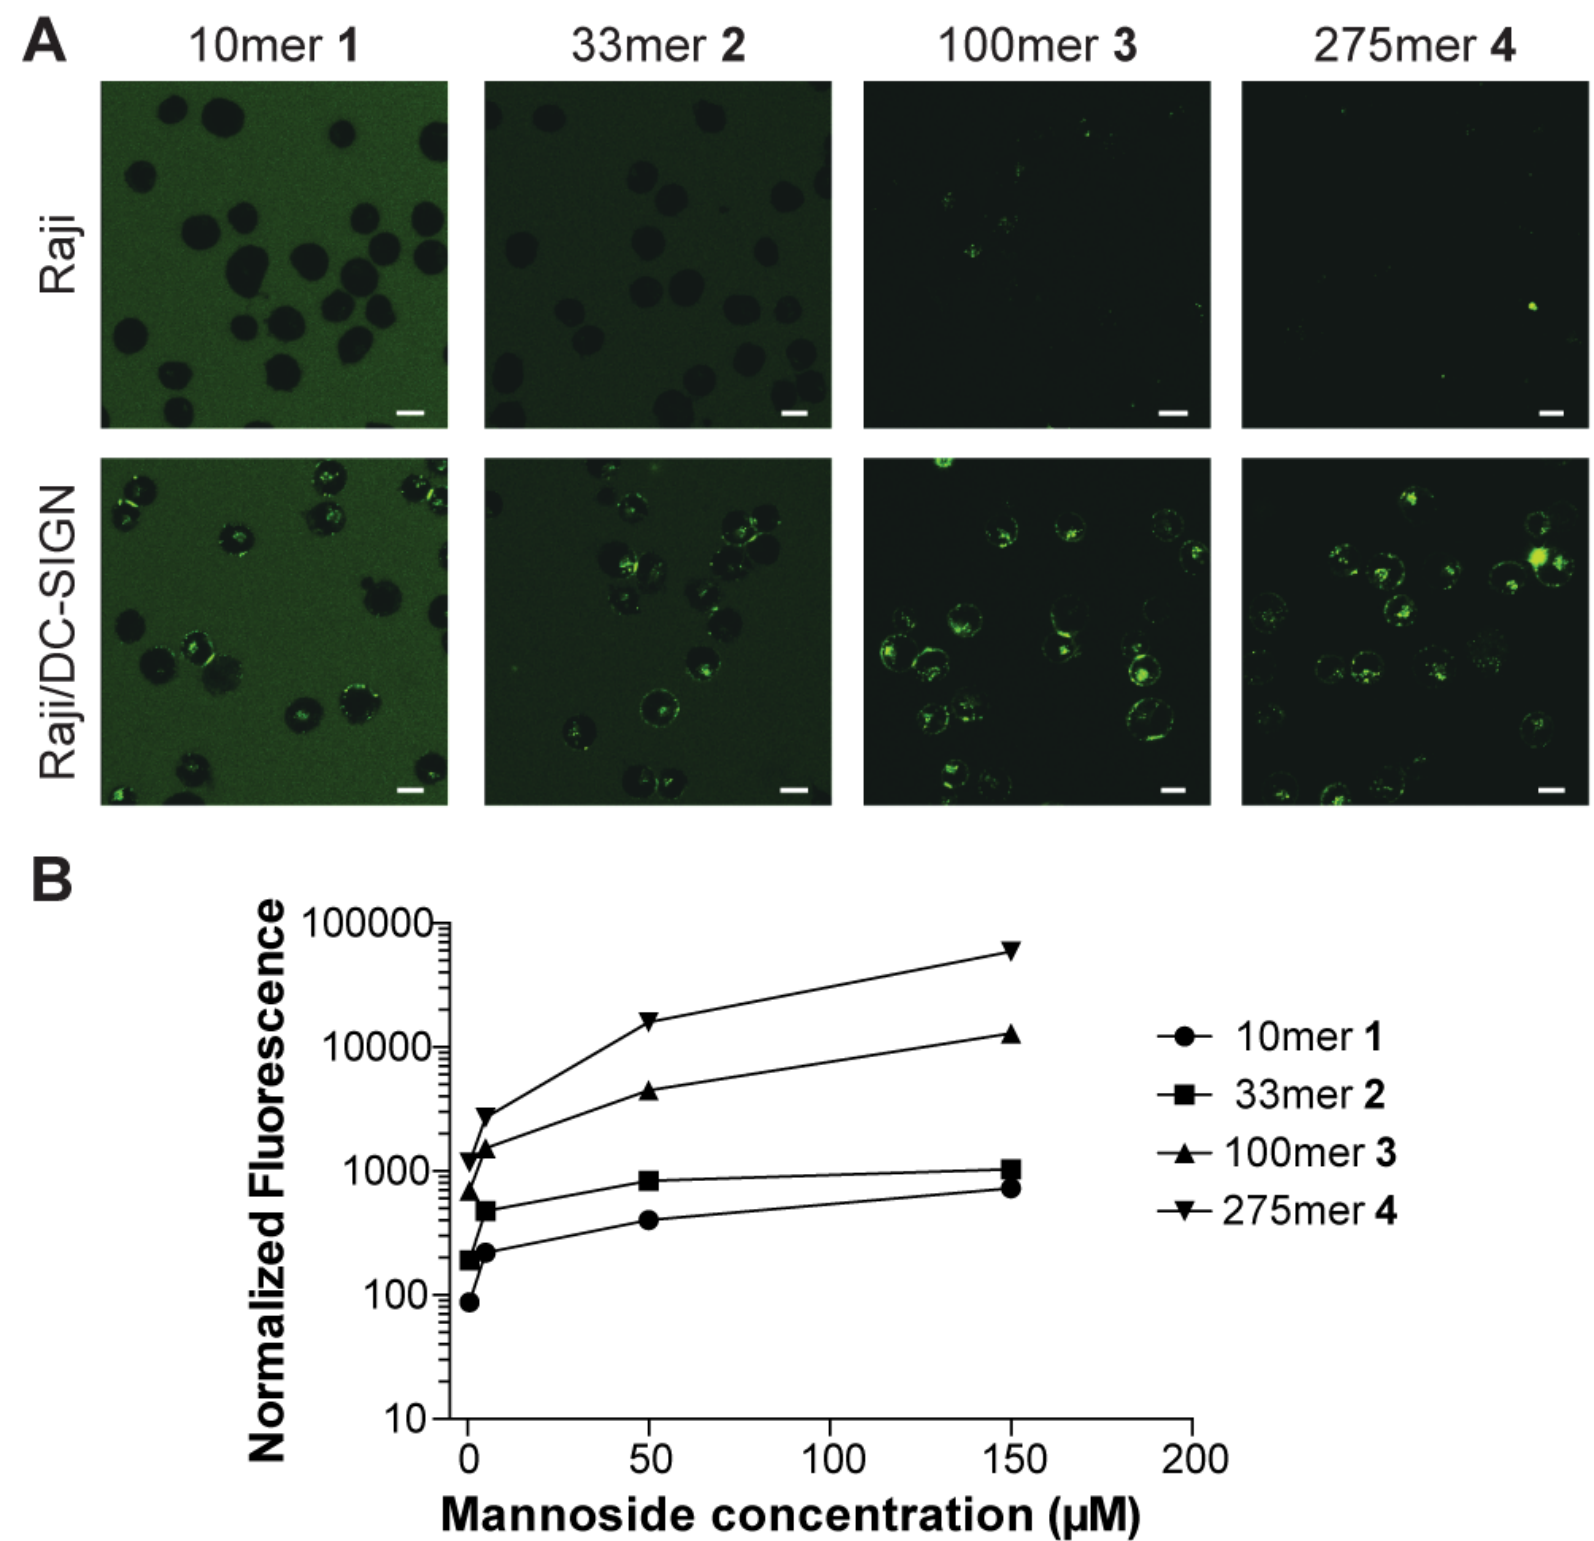 A
10mer 1
33mer 2
100mer 3
275mer 4
Raji
Raji/DC-SIGN
B
Normalized Fluorescence
100000
10000
1000
100
10
0
50
100
150
200
Mannoside concentration (µM)
10mer 1
33mer 2
100mer 3
275mer 4